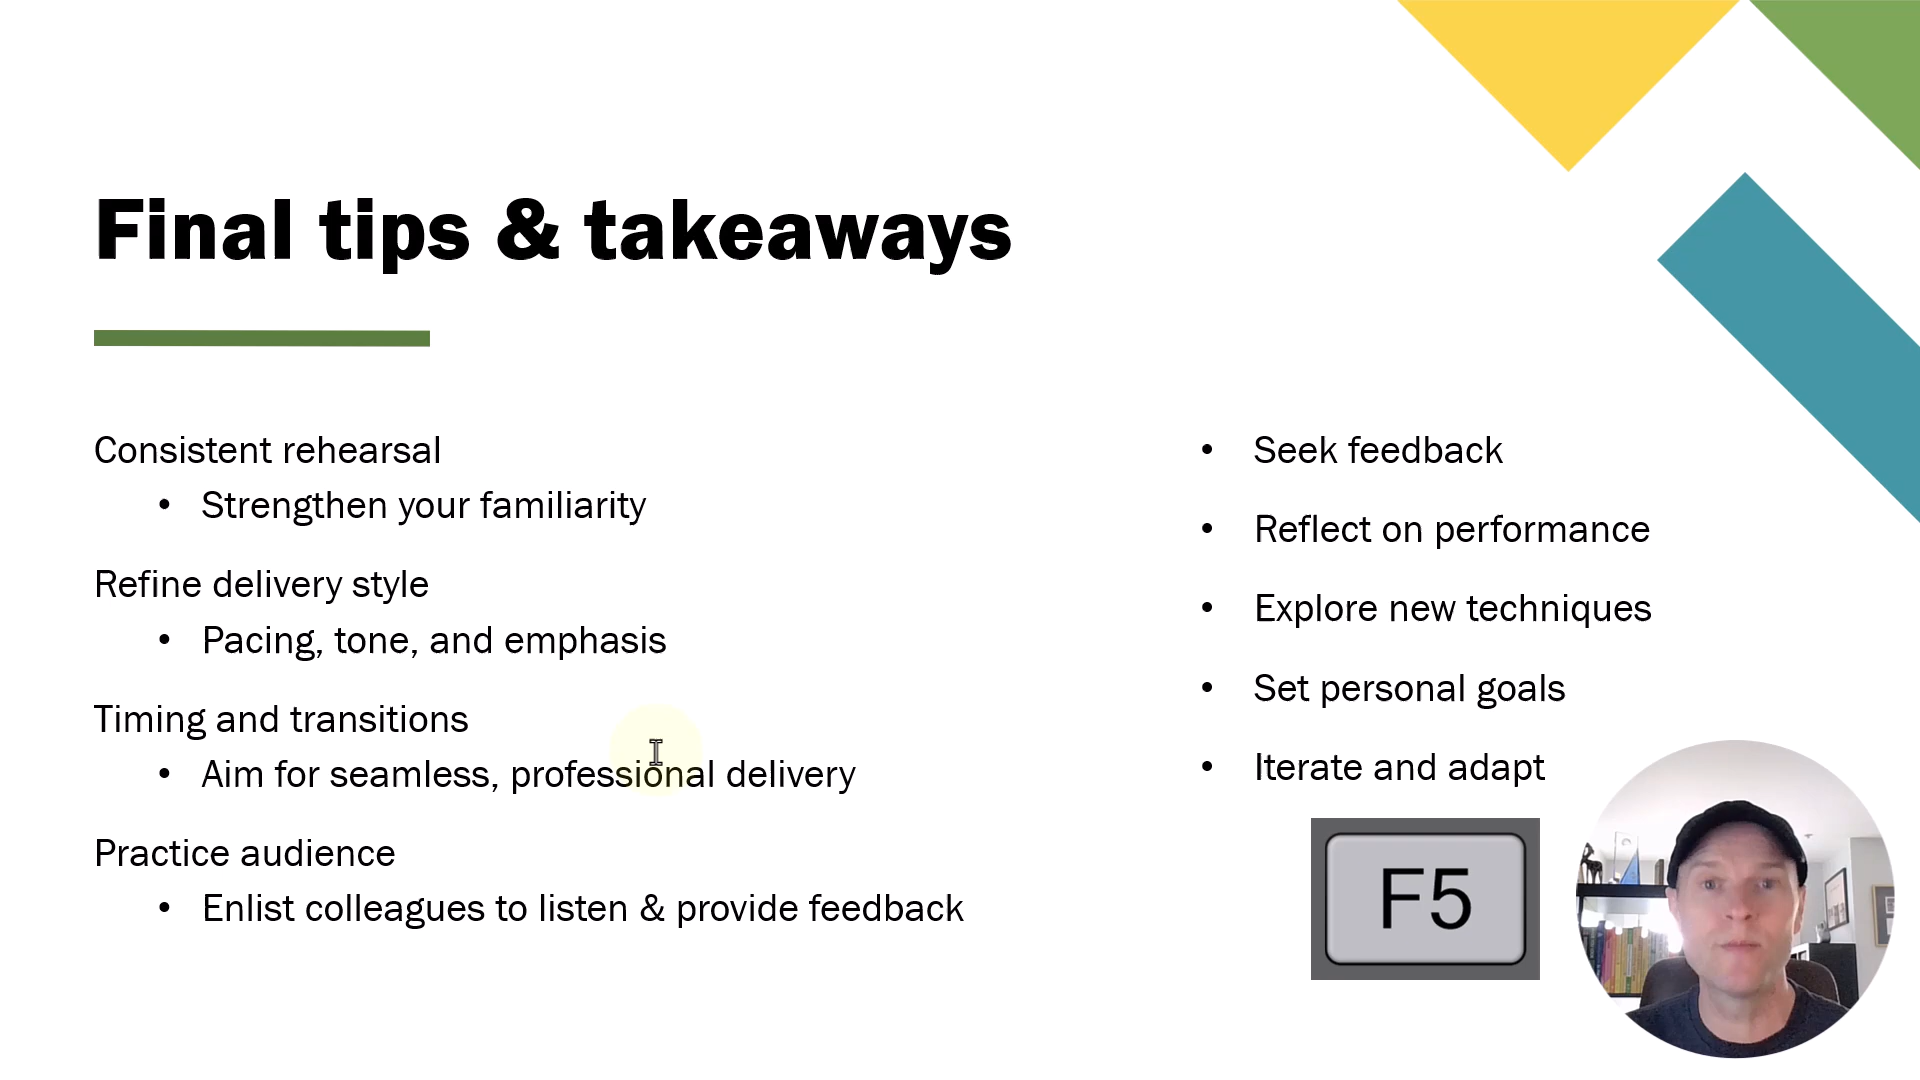 Final tips & takeaways
Consistent rehearsal
• Strengthen your familiarity
Refine delivery style
• Pacing, tone, and emphasis
Timing and transitions
• Aim for seamless, professional delivery
Practice audience
• Enlist colleagues to listen & provide feedback
• Seek feedback
• Reflect on performance
• Explore new techniques
• Set personal goals
• Iterate and adapt
F5